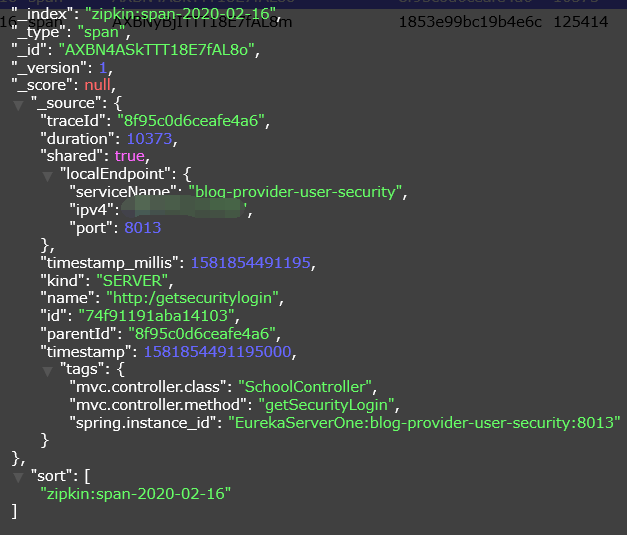 "_index": "zipkin:span-2020-02-16",
16 span AXBNyBjITTT18E7fAL8m 1853e99bc19b4e6c 125414
"_type": "span",
"_id": "AXBN4ASkTTT18E7fAL8o",
"_version": 1,
"_score": null,
"_source": {
"traceId": "8f95c0d6ceafe4a6",
"duration": 10373,
"shared": true,
"localEndpoint": {
"serviceName": "blog-provider-user-security",
"ipv4": ',
"port": 8013
},
"timestamp_millis": 1581854491195,
"kind": "SERVER",
"name": "http:/getsecuritylogin",
"id": "74f91191aba14103",
"parentId": "8f95c0d6ceafe4a6",
"timestamp": 1581854491195000,
"tags": {
"mvc.controller.class": "SchoolController",
"mvc.controller.method": "getSecurityLogin",
"spring.instance_id": "EurekaServerOne:blog-provider-user-security:8013"
}
},
"sort": [
"zipkin:span-2020-02-16"
]